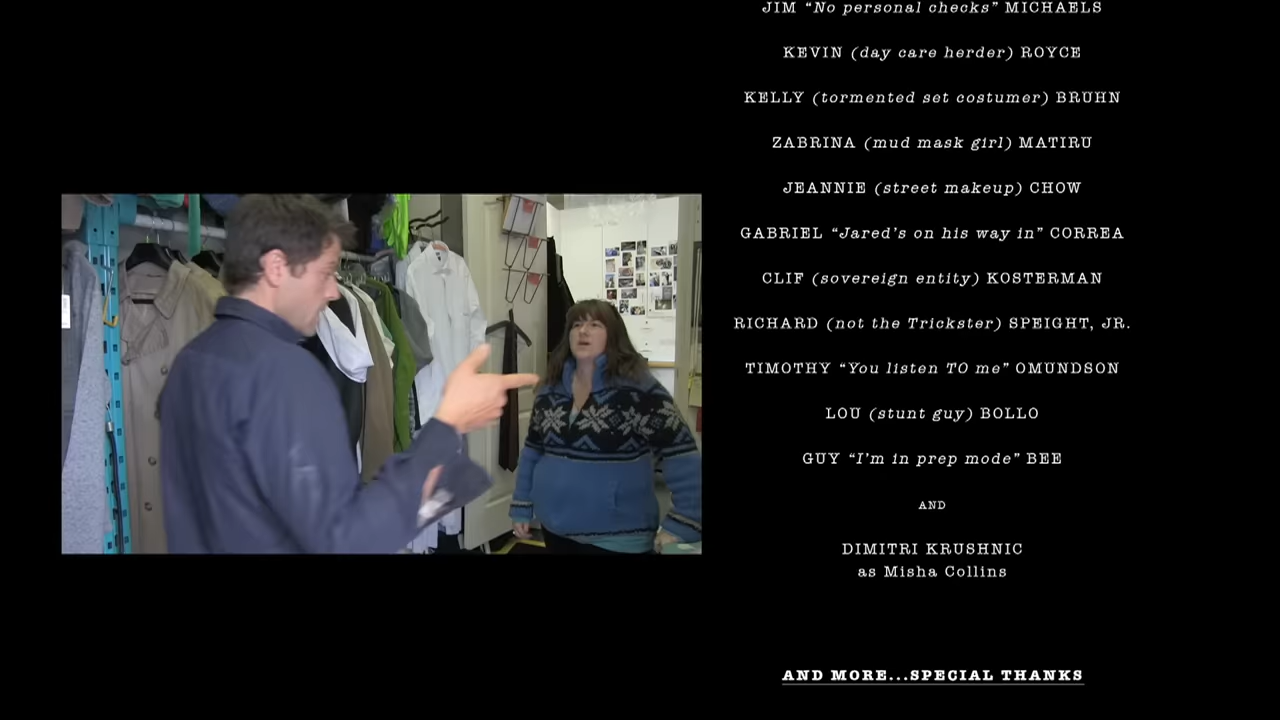 JIM “No personal checks” MICHAELS
KEVIN (day care herder) ROYCE
KELLY (tormented set costumer) BRUHN
ZABRINA (mud mask girl) MATIRU
JEANNIE (street makeup) CHOW
GABRIEL “Jared’s on his way in” CORREA
CLIF (sovereign entity) KOSTERMAN
RICHARD (not the Trickster) SPEIGHT, JR.
TIMOTHY “You listen TO me” OMUNDSON
LOU (stunt guy) BOLLO
GUY “I’m in prep mode” BEE
AND
DIMITRI KRUSHNIC
as Misha Collins
AND MORE...SPECIAL THANKS